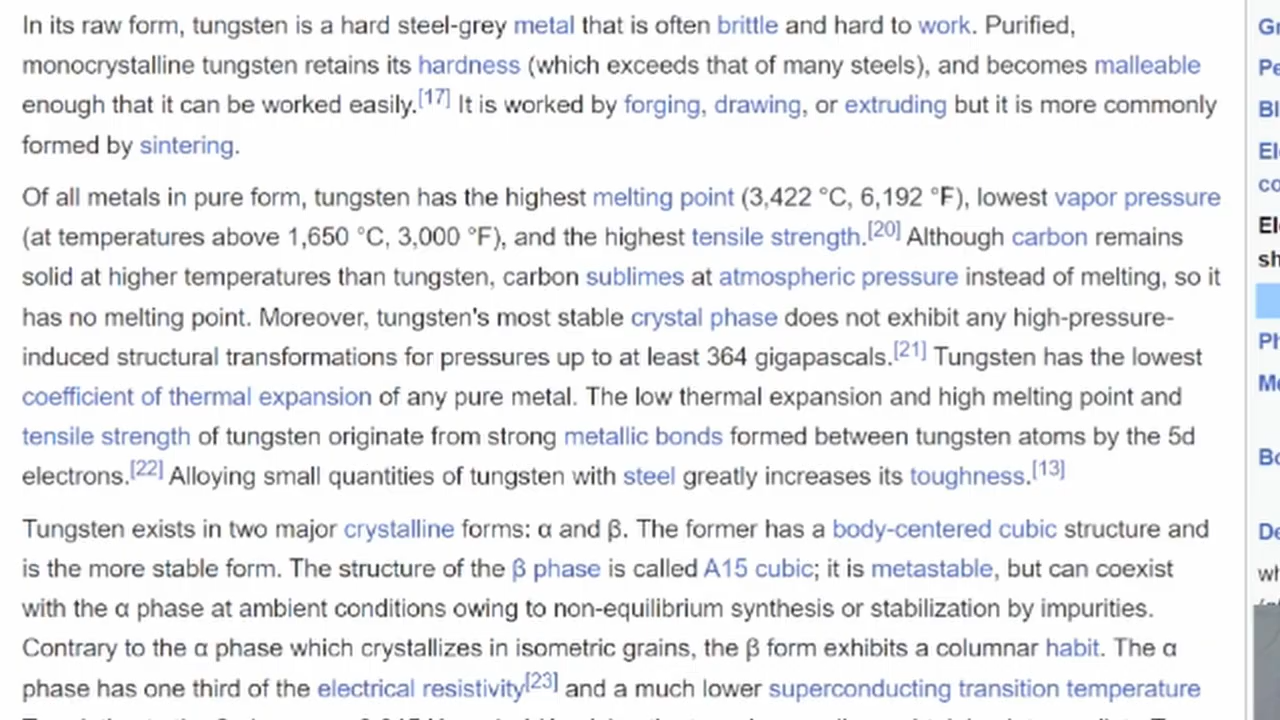 In its raw form, tungsten is a hard steel-grey metal that is often brittle and hard to work. Purified,
monocrystalline tungsten retains its hardness (which exceeds that of many steels), and becomes malleable
enough that it can be worked easily.[17] It is worked by forging, drawing, or extruding but it is more commonly
formed by sintering.
Of all metals in pure form, tungsten has the highest melting point (3,422 °C, 6,192 °F), lowest vapor pressure
(at temperatures above 1,650 °C, 3,000 °F), and the highest tensile strength.[20] Although carbon remains
solid at higher temperatures than tungsten, carbon sublimes at atmospheric pressure instead of melting, so it
has no melting point. Moreover, tungsten's most stable crystal phase does not exhibit any high-pressure-
induced structural transformations for pressures up to at least 364 gigapascals.[21] Tungsten has the lowest
coefficient of thermal expansion of any pure metal. The low thermal expansion and high melting point and
tensile strength of tungsten originate from strong metallic bonds formed between tungsten atoms by the 5d
electrons.[22] Alloying small quantities of tungsten with steel greatly increases its toughness.[13]
Tungsten exists in two major crystalline forms: α and β. The former has a body-centered cubic structure and
is the more stable form. The structure of the β phase is called A15 cubic; it is metastable, but can coexist
with the α phase at ambient conditions owing to non-equilibrium synthesis or stabilization by impurities.
Contrary to the α phase which crystallizes in isometric grains, the β form exhibits a columnar habit. The α
phase has one third of the electrical resistivity[23] and a much lower superconducting transition temperature